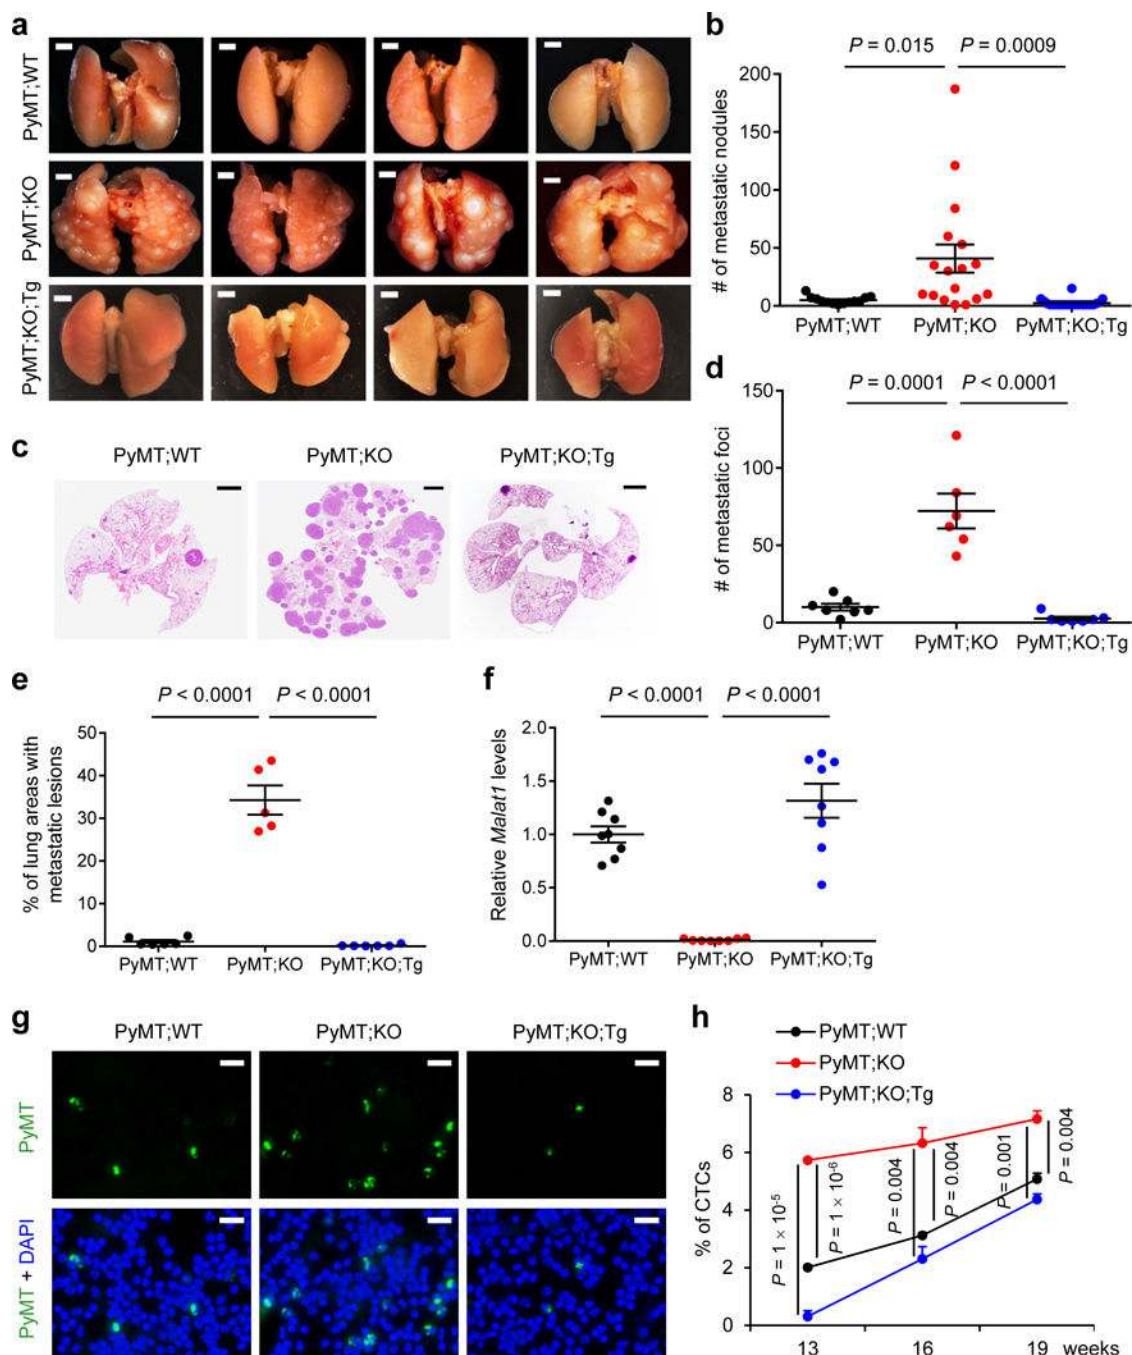 a
PyMT;WT
PyMT;KO
PyMT;KO;Tg
b
P = 0.015
P = 0.0009
# of metastatic nodules
200
150
100
50
0
PyMT;WT
PyMT;KO
PyMT;KO;Tg
c
PyMT;WT
PyMT;KO
PyMT;KO;Tg
d
P = 0.0001
P < 0.0001
# of metastatic foci
150
100
50
0
PyMT;WT
PyMT;KO
PyMT;KO;Tg
e
P < 0.0001
P < 0.0001
% of lung areas with
metastatic lesions
50
40
30
20
10
0
PyMT;WT
PyMT;KO
PyMT;KO;Tg
f
P < 0.0001
P < 0.0001
Relative Malat1 levels
2.0
1.5
1.0
0.5
0.0
PyMT;WT
PyMT;KO
PyMT;KO;Tg
g
PyMT;WT
PyMT;KO
PyMT;KO;Tg
PyMT
PyMT + DAPI
h
PyMT;WT
PyMT;KO
PyMT;KO;Tg
% of CTCs
8
6
4
2
0
P = 1 × 10⁻⁵
P = 1 × 10⁻⁶
P = 0.004
P = 0.004
P = 0.001
P = 0.004
13
16
19
weeks